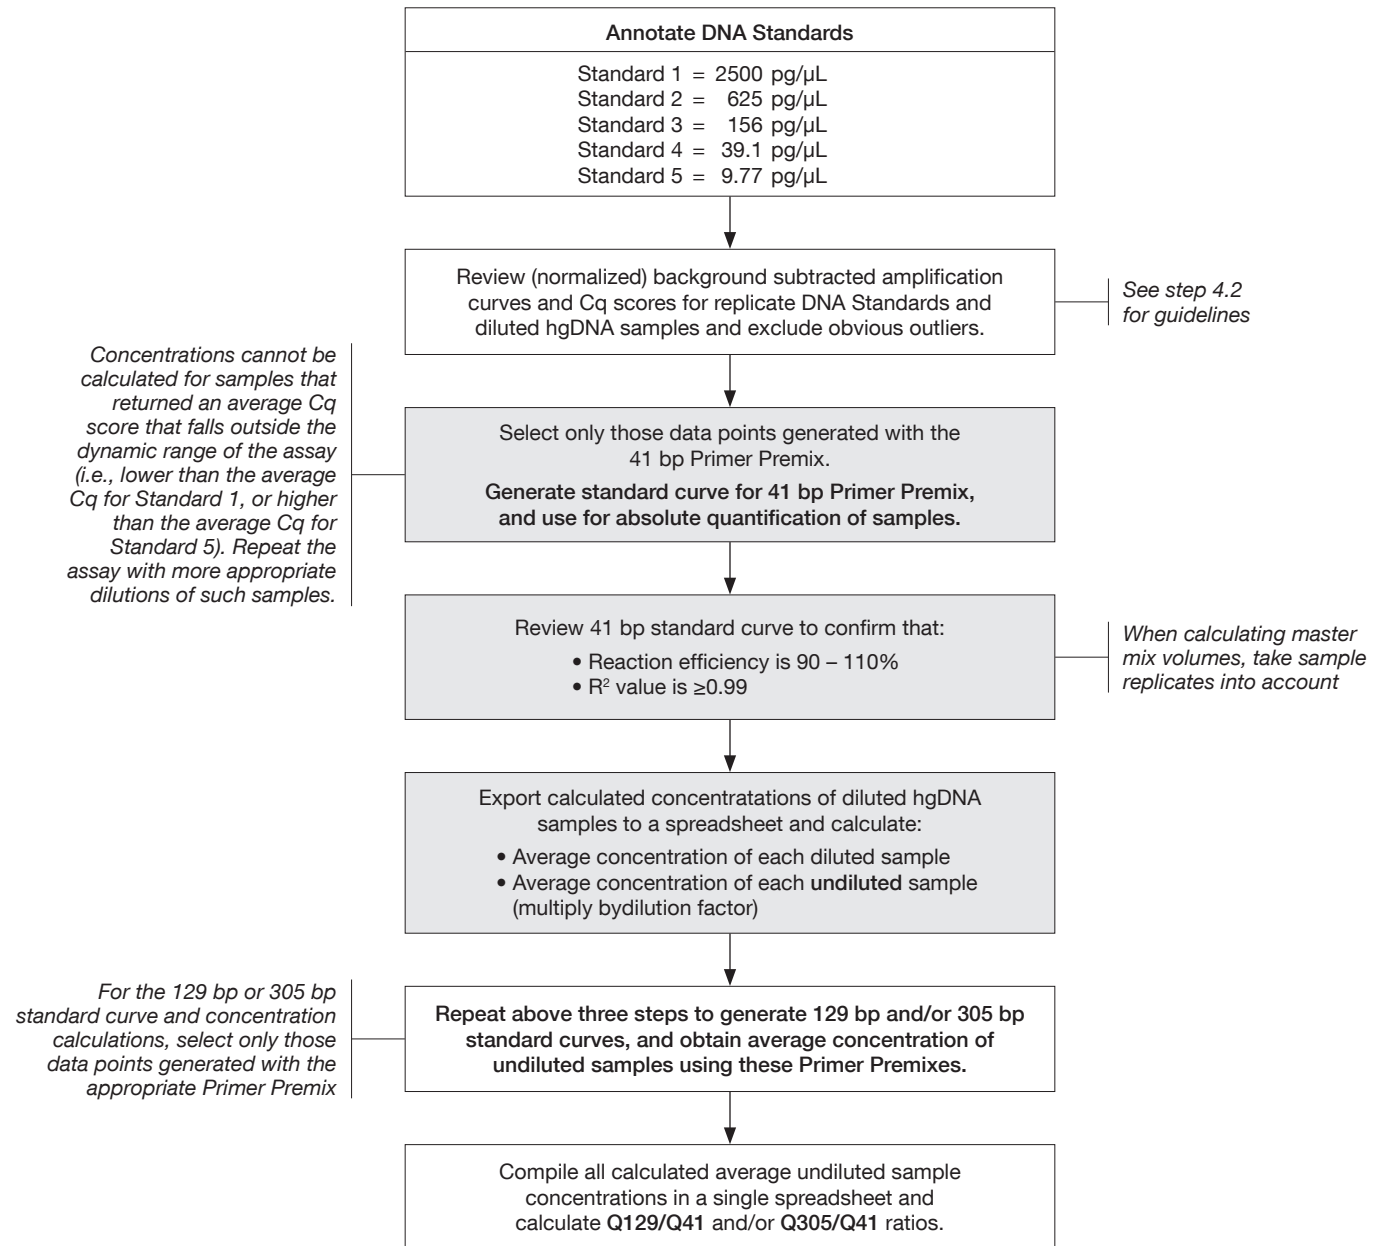 Annotate DNA Standards
Standard 1 = 2500 pg/µL
Standard 2 = 625 pg/µL
Standard 3 = 156 pg/µL
Standard 4 = 39.1 pg/µL
Standard 5 = 9.77 pg/µL
Review (normalized) background subtracted amplification
curves and Cq scores for replicate DNA Standards and
diluted hgDNA samples and exclude obvious outliers.
See step 4.2
for guidelines
Concentrations cannot be
calculated for samples that
returned an average Cq
score that falls outside the
dynamic range of the assay
(i.e., lower than the average
Cq for Standard 1, or higher
than the average Cq for
Standard 5). Repeat the
assay with more appropriate
dilutions of such samples.
Select only those data points generated with the
41 bp Primer Premix.
Generate standard curve for 41 bp Primer Premix,
and use for absolute quantification of samples.
Review 41 bp standard curve to confirm that:
• Reaction efficiency is 90 – 110%
• R² value is ≥0.99
When calculating master
mix volumes, take sample
replicates into account
Export calculated concentratations of diluted hgDNA
samples to a spreadsheet and calculate:
• Average concentration of each diluted sample
• Average concentration of each undiluted sample
(multiply bydilution factor)
For the 129 bp or 305 bp
standard curve and concentration
calculations, select only those
data points generated with the
appropriate Primer Premix
Repeat above three steps to generate 129 bp and/or 305 bp
standard curves, and obtain average concentration of
undiluted samples using these Primer Premixes.
Compile all calculated average undiluted sample
concentrations in a single spreadsheet and
calculate Q129/Q41 and/or Q305/Q41 ratios.